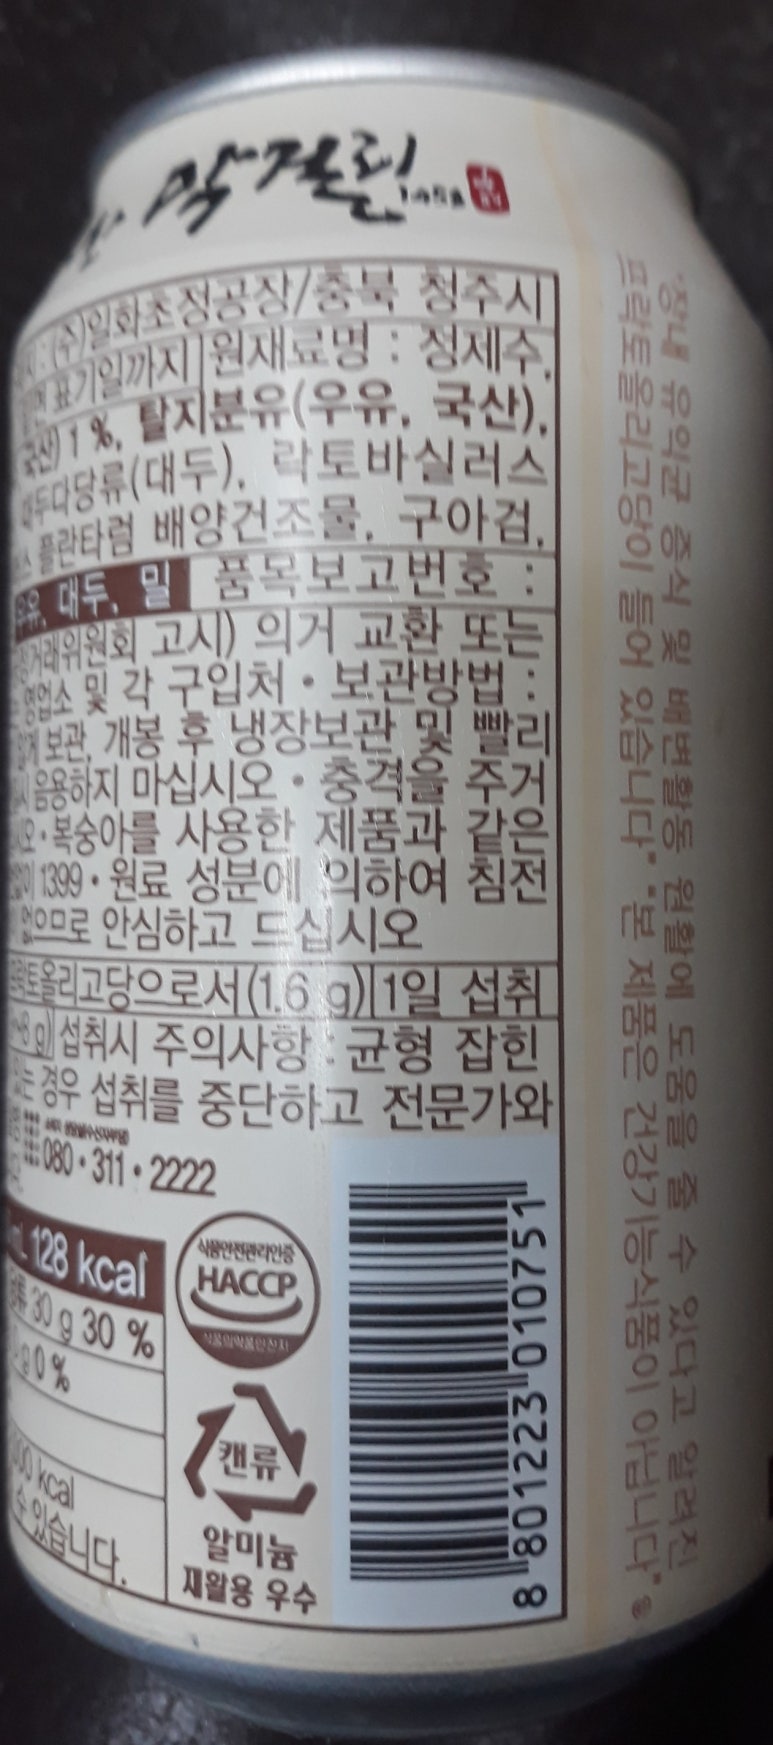 막걸리
1458
(주)일화초정공장/충북 청주시
표기일까지 원재료명 : 정제수,
1 %, 탈지분유(우유, 국산),
대두다당류(대두), 락토바실러스
플란타럼 배양건조물, 구아검,
우유, 대두, 밀 품목보고번호 :
고시) 의거 교환 또는
영업소 및 각 구입처 • 보관방법 :
보관, 개봉 후 냉장보관 및 빨리
음용하지 마십시오 • 충격을 주거
• 복숭아를 사용한 제품과 같은
1399 • 원료 성분에 의하여 침전
없으므로 안심하고 드십시오
올리고당으로서(1.6 g) 1일 섭취
섭취시 주의사항 : 균형 잡힌
는 경우 섭취를 중단하고 전문가와
080 • 311 • 2222
128 kcal
30 g 30 %
0 %
kcal
수 있습니다.
식품안전관리인증
HACCP
식품의약품안전처
캔류
알미늄
재활용 우수
8 801223 010751
"장내 유익균 증식 및 배변활동 원활에 도움을 줄 수 있다고 알려진
프락토올리고당이 들어 있습니다" "본 제품은 건강기능식품이 아닙니다"